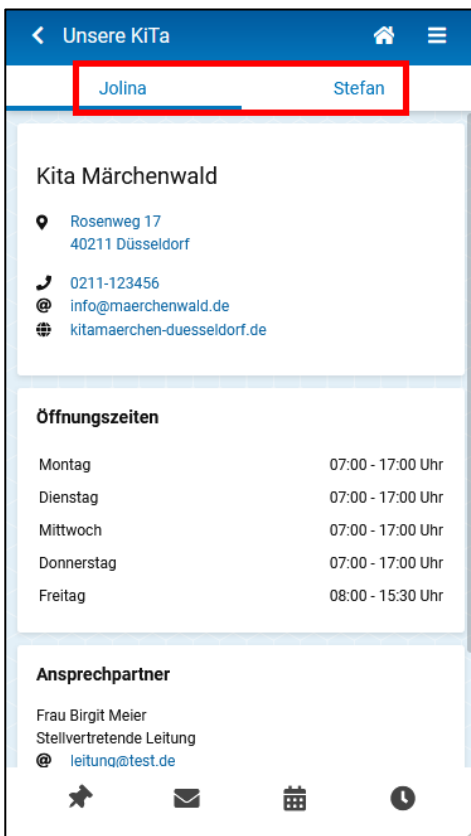 Unsere KiTa
Jolina Stefan
Kita Märchenwald
Rosenweg 17
40211 Düsseldorf
0211-123456
@ info@maerchenwald.de
kitamaerchen-duesseldorf.de
Öffnungszeiten
Montag 07:00 - 17:00 Uhr
Dienstag 07:00 - 17:00 Uhr
Mittwoch 07:00 - 17:00 Uhr
Donnerstag 07:00 - 17:00 Uhr
Freitag 08:00 - 15:30 Uhr
Ansprechpartner
Frau Birgit Meier
Stellvertretende Leitung
@ leitung@test.de